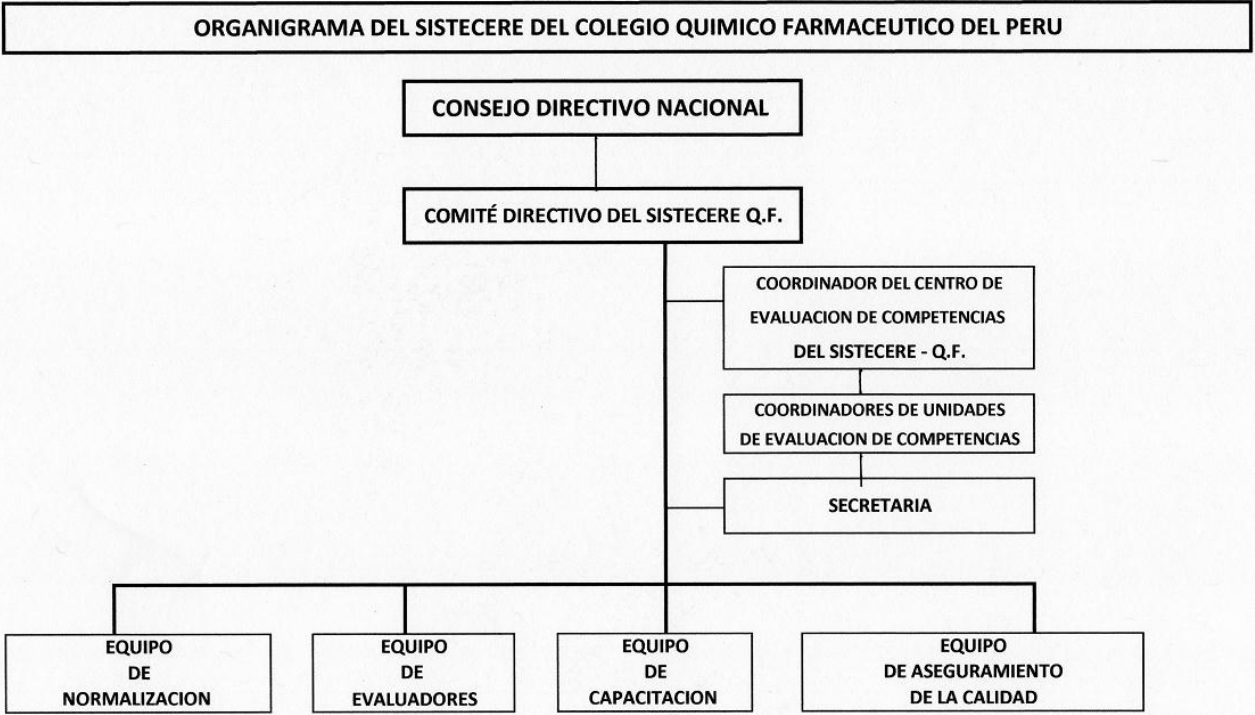 ORGANIGRAMA DEL SISTECERE DEL COLEGIO QUIMICO FARMACEUTICO DEL PERU
CONSEJO DIRECTIVO NACIONAL
COMITÉ DIRECTIVO DEL SISTECERE Q.F.
COORDINADOR DEL CENTRO DE
EVALUACION DE COMPETENCIAS
DEL SISTECERE - Q.F.
COORDINADORES DE UNIDADES
DE EVALUACION DE COMPETENCIAS
SECRETARIA
EQUIPO
DE
NORMALIZACION
EQUIPO
DE
EVALUADORES
EQUIPO
DE
CAPACITACION
EQUIPO
DE ASEGURAMIENTO
DE LA CALIDAD